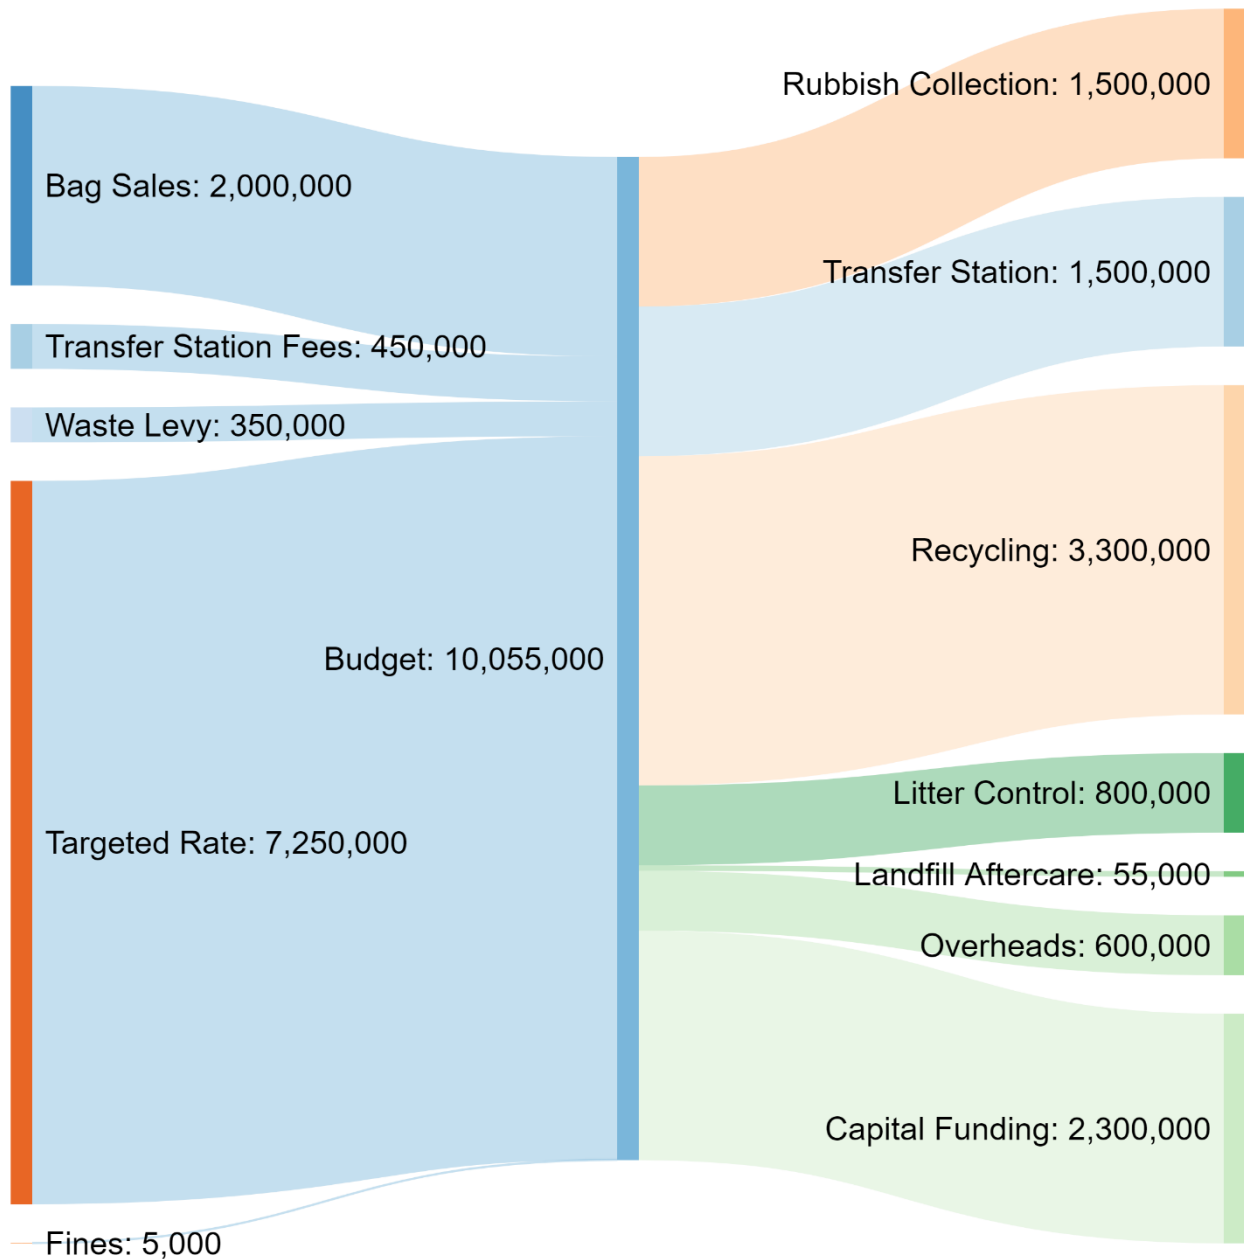 Bag Sales: 2,000,000
Transfer Station Fees: 450,000
Waste Levy: 350,000
Targeted Rate: 7,250,000
Fines: 5,000
Budget: 10,055,000
Rubbish Collection: 1,500,000
Transfer Station: 1,500,000
Recycling: 3,300,000
Litter Control: 800,000
Landfill Aftercare: 55,000
Overheads: 600,000
Capital Funding: 2,300,000